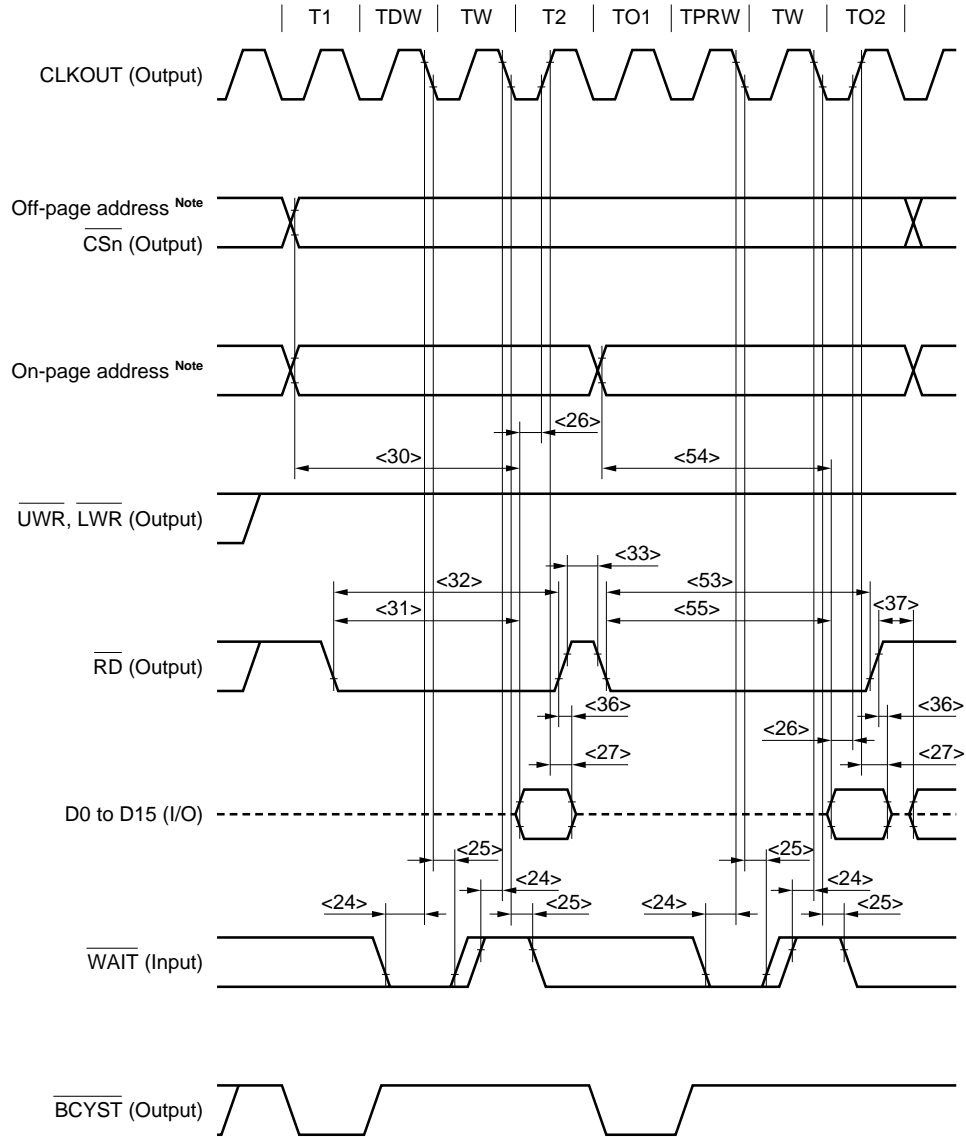 T1 TDW TW T2 TO1 TPRW TW TO2
CLKOUT (Output)
Off-page address Note
CSn (Output)
On-page address Note
<26>
<30> <54>
UWR, LWR (Output)
<33>
<32> <53>
<31> <55> <37>
RD (Output)
<36> <36>
<26>
<27> <27>
D0 to D15 (I/O)
<25> <25>
<24> <24>
<24> <25> <24> <25>
WAIT (Input)
BCYST (Output)